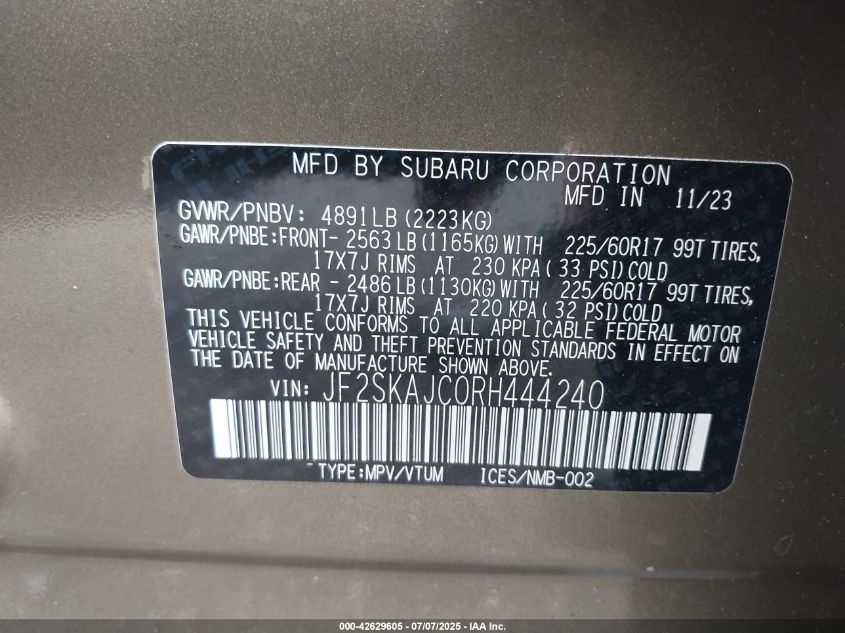 MFD BY SUBARU CORPORATION
MFD IN 11/23
GVWR/PNBV: 4891LB(2223KG)
GAWR/PNBE:FRONT- 2563LB(1165KG)WITH 225/60R17 99T TIRES,
17X7J RIMS AT 230 KPA( 33 PSI)COLD
GAWR/PNBE:REAR - 2486LB(1130KG)WITH 225/60R17 99T TIRES,
17X7J RIMS AT 220 KPA( 32 PSI)COLD
THIS VEHICLE CONFORMS TO ALL APPLICABLE FEDERAL MOTOR
VEHICLE SAFETY AND THEFT PREVENTION STANDARDS IN EFFECT ON
THE DATE OF MANUFACTURE SHOWN ABOVE.
VIN: JF2SKAJC0RH444240
TYPE:MPV/VTUM ICES/NMB-002
000-42629605 - 07/07/2025 - IAA Inc.